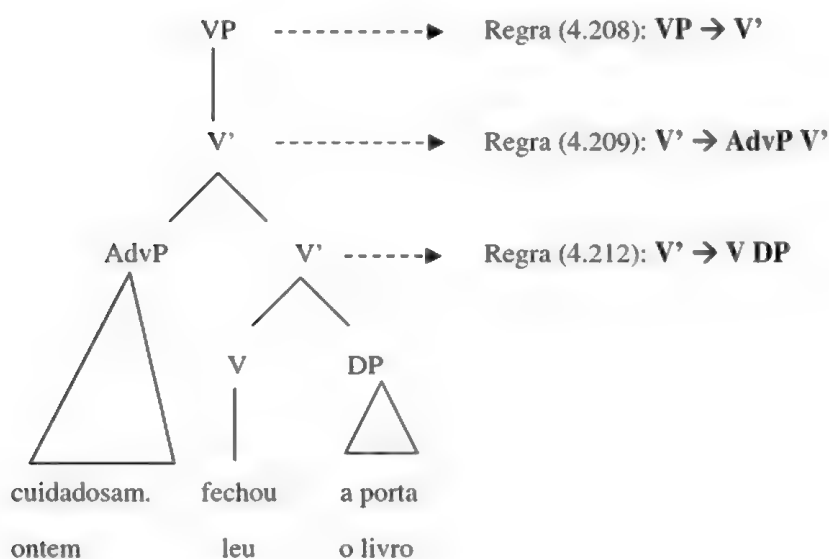 VP Regra (4.208): VP → V’
V’ Regra (4.209): V’ → AdvP V’
AdvP V’ Regra (4.212): V’ → V DP
V DP
cuidadosam. fechou a porta
ontem leu o livro